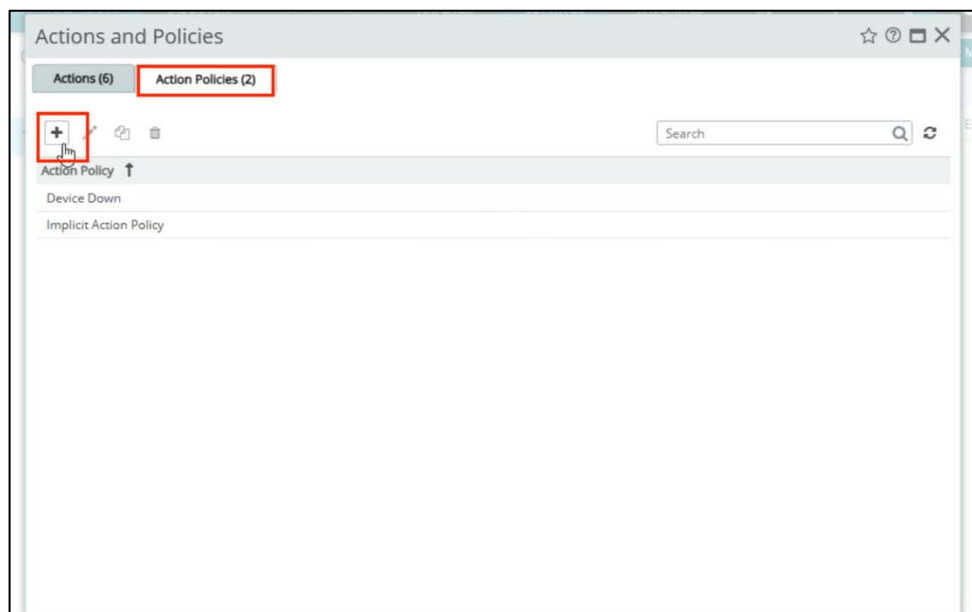 Actions and Policies
Actions (6) Action Policies (2)
Search
Action Policy
Device Down
Implicit Action Policy